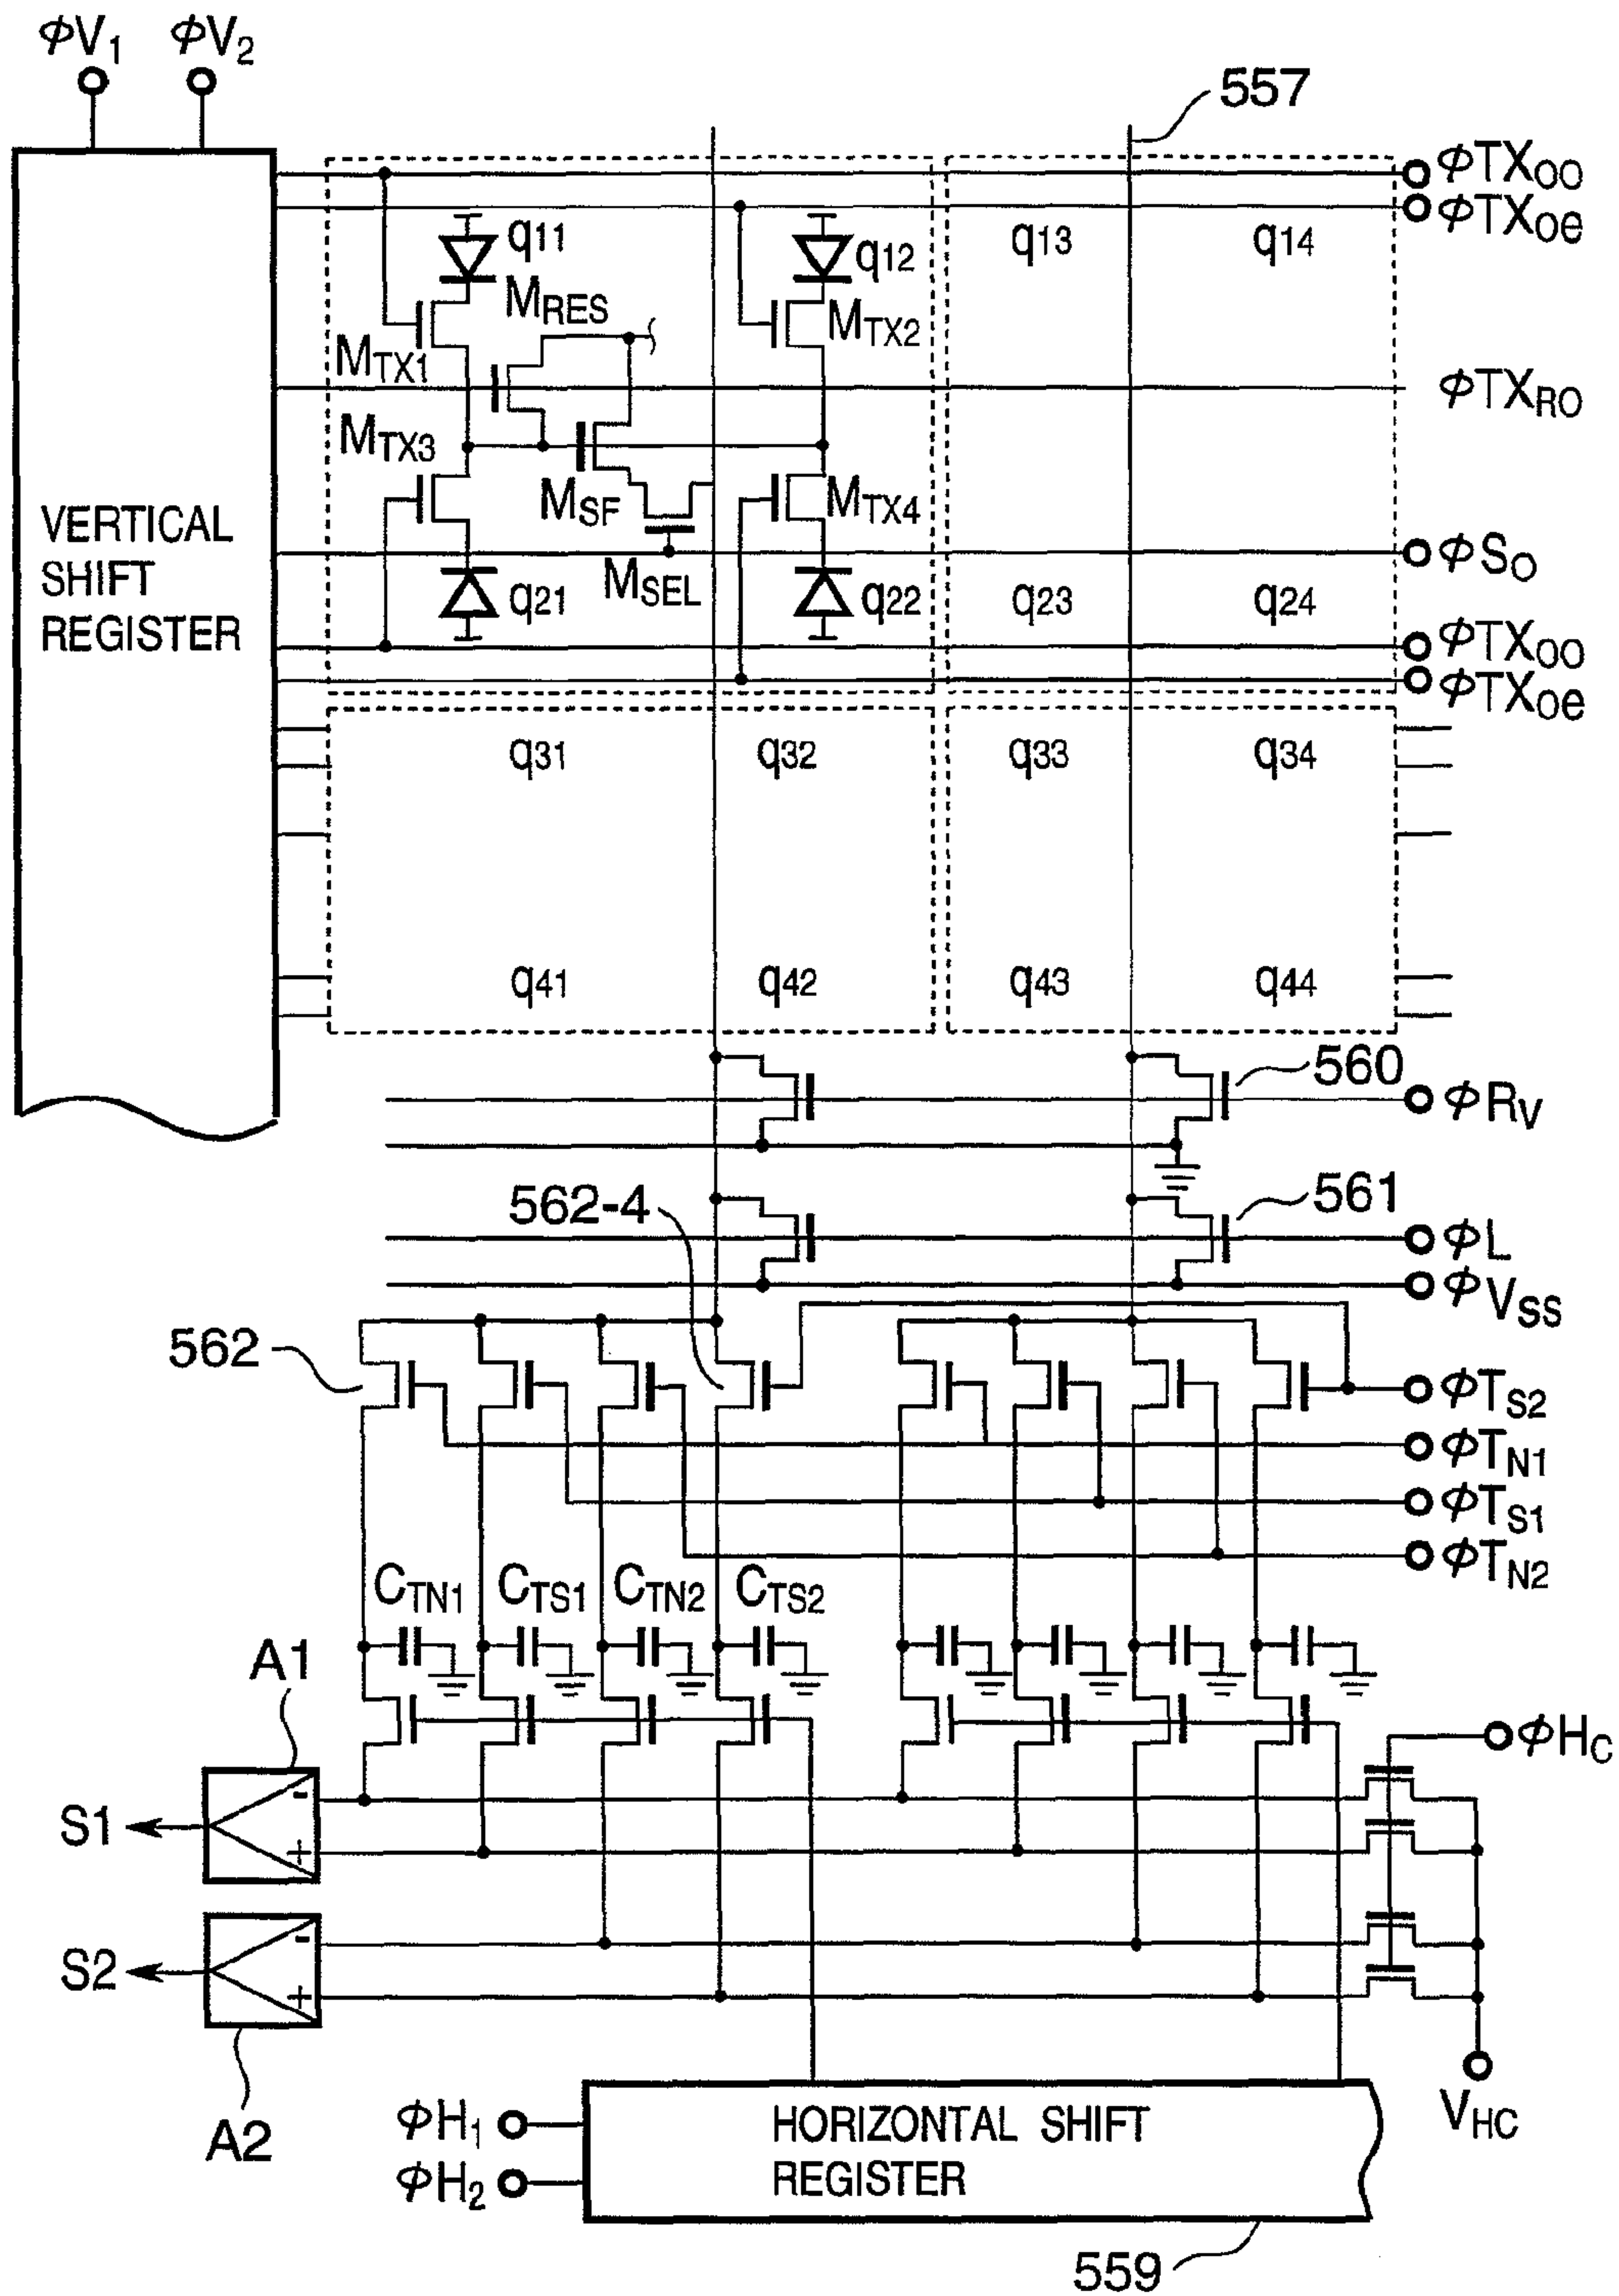 ϕV1 ϕV2
557
ϕTXOO
ϕTXOe
q11 q12 q13 q14
MRES
MTX1 MTX2
ϕTXRO
MTX3
MSF MTX4
VERTICAL
SHIFT
REGISTER
ϕSO
MSEL
q21 q22 q23 q24
ϕTXOO
ϕTXOe
q31 q32 q33 q34
q41 q42 q43 q44
560
ϕRV
562-4 561
ϕL
ϕVSS
562
ϕTS2
ϕTN1
ϕTS1
ϕTN2
CTN1 CTS1 CTN2 CTS2
A1
ϕHC
-
S1
+
-
S2
+
A2
VHC
ϕH1
ϕH2
HORIZONTAL SHIFT
REGISTER
559